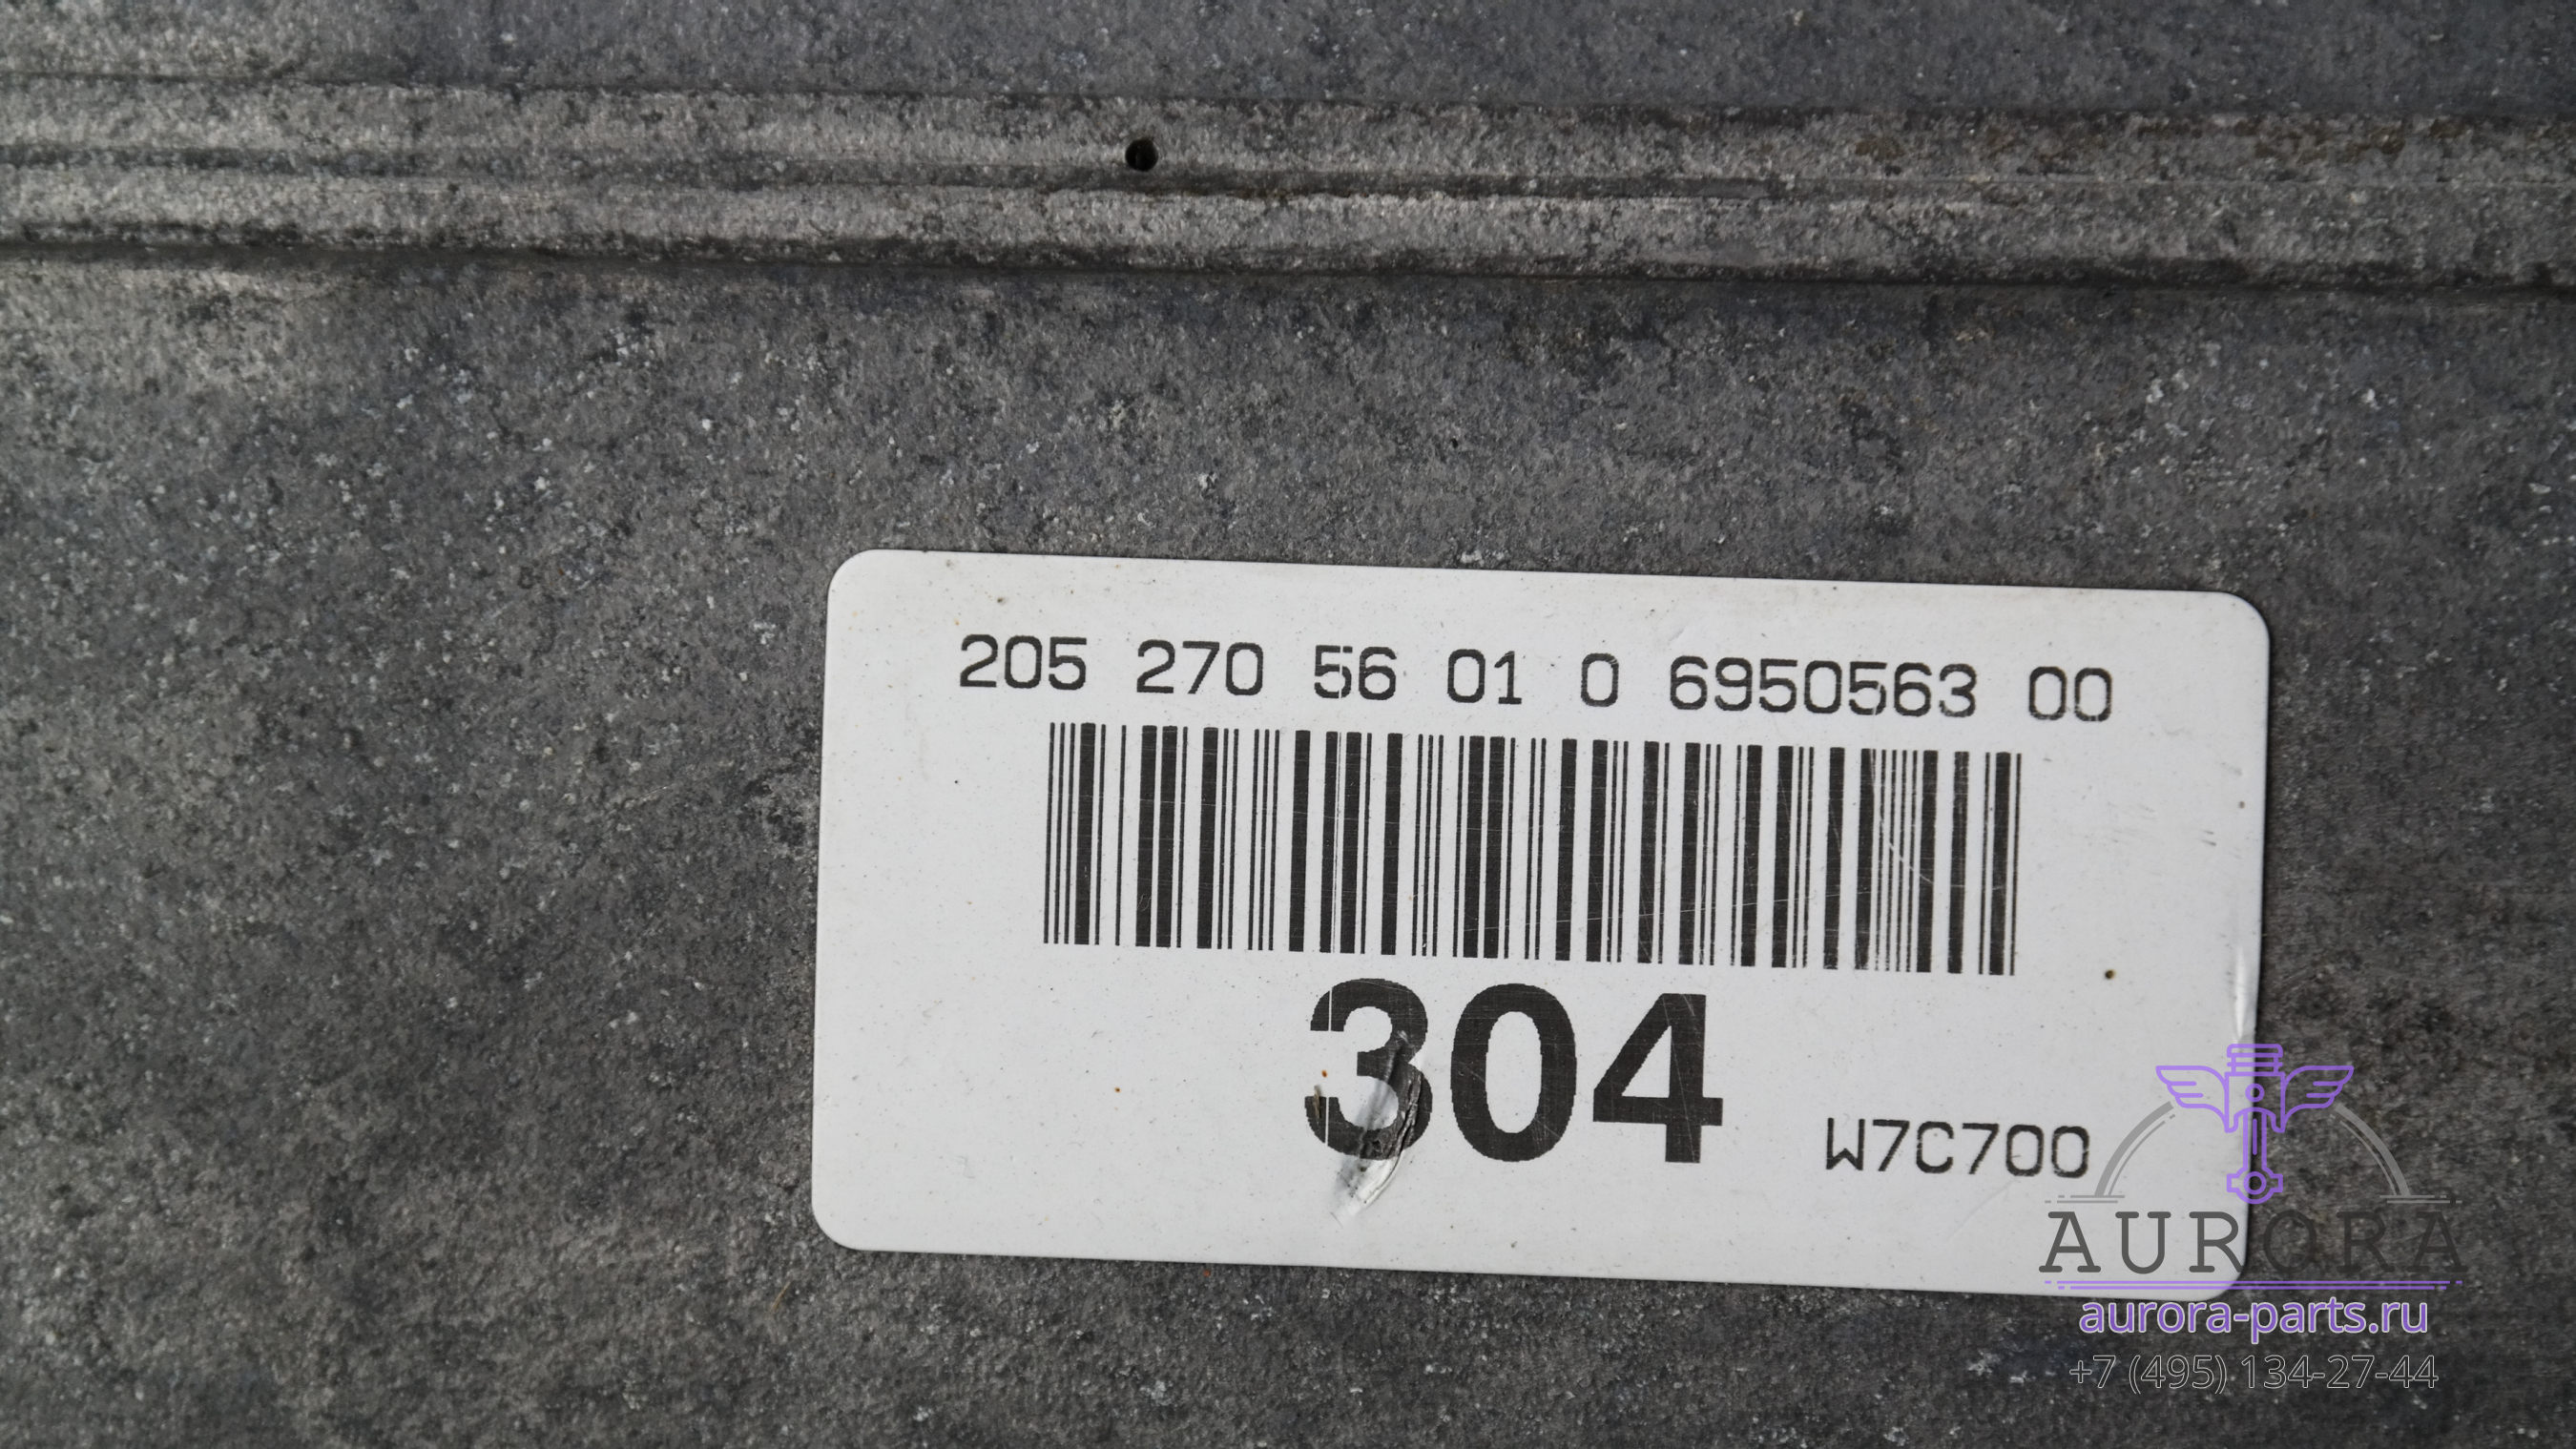 205 270 56 01 0 6950563 00
304
W7C700
AURORA
aurora-parts.ru
+7 (495) 134-27-44